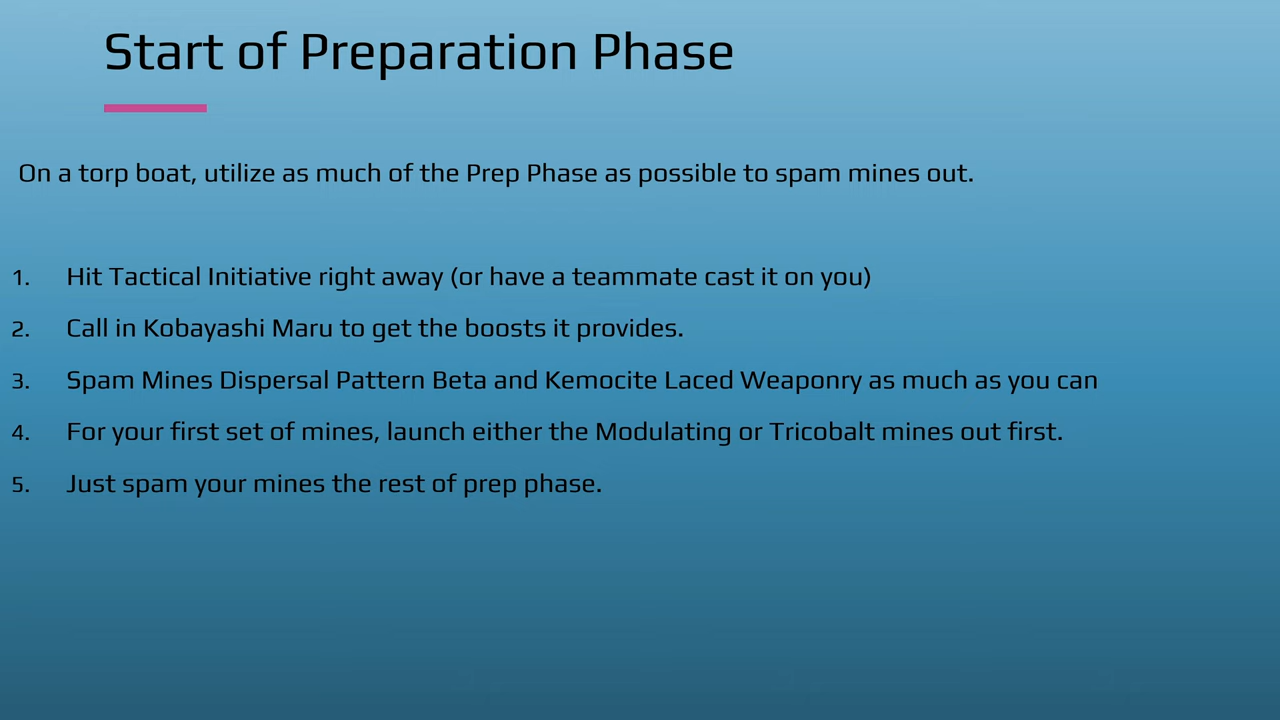 Start of Preparation Phase
On a torp boat, utilize as much of the Prep Phase as possible to spam mines out.
1. Hit Tactical Initiative right away (or have a teammate cast it on you)
2. Call in Kobayashi Maru to get the boosts it provides.
3. Spam Mines Dispersal Pattern Beta and Kemocite Laced Weaponry as much as you can
4. For your first set of mines, launch either the Modulating or Tricobalt mines out first.
5. Just spam your mines the rest of prep phase.